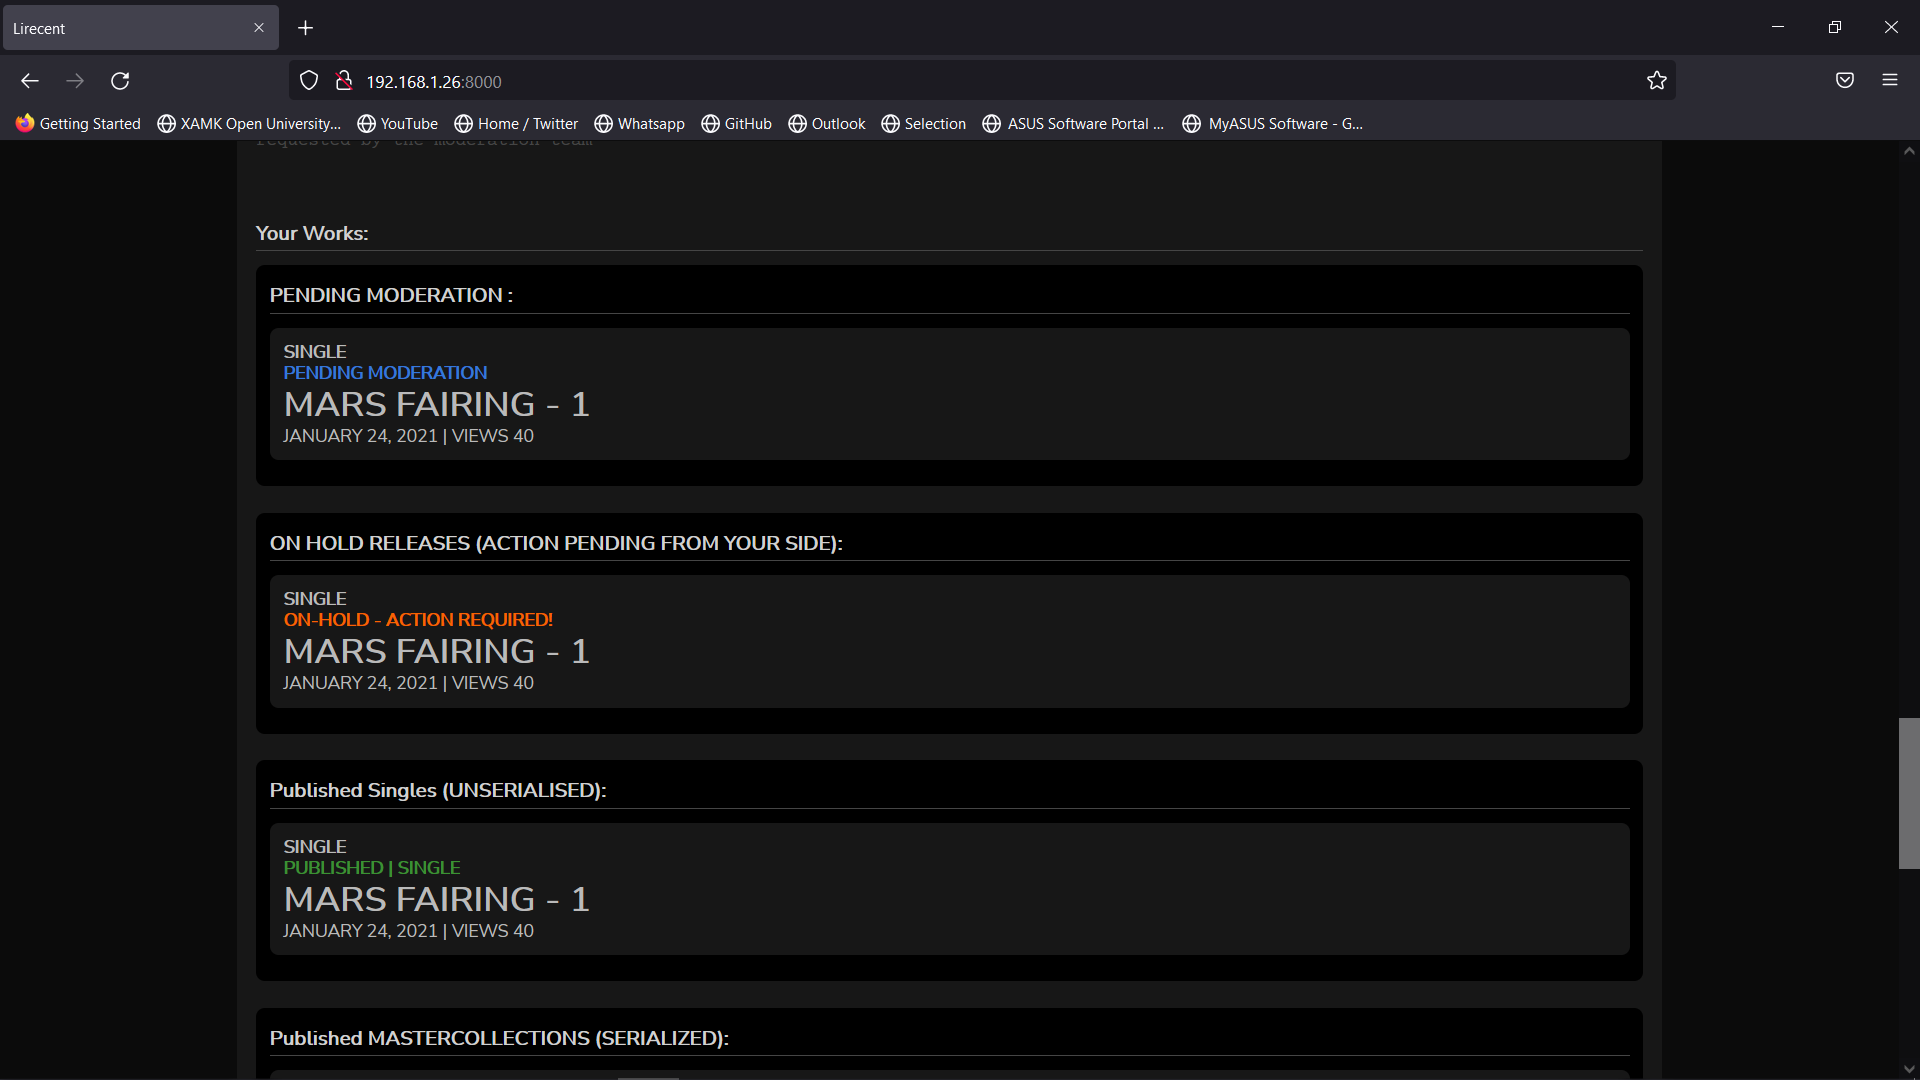 Lirecent
192.168.1.26:8000
Getting Started XAMK Open University... YouTube Home / Twitter Whatsapp GitHub Outlook Selection ASUS Software Portal ... MyASUS Software - G...
requested by the moderation team
Your Works:
PENDING MODERATION :
SINGLE
PENDING MODERATION
MARS FAIRING - 1
JANUARY 24, 2021 | VIEWS 40
ON HOLD RELEASES (ACTION PENDING FROM YOUR SIDE):
SINGLE
ON-HOLD - ACTION REQUIRED!
MARS FAIRING - 1
JANUARY 24, 2021 | VIEWS 40
Published Singles (UNSERIALISED):
SINGLE
PUBLISHED | SINGLE
MARS FAIRING - 1
JANUARY 24, 2021 | VIEWS 40
Published MASTERCOLLECTIONS (SERIALIZED):